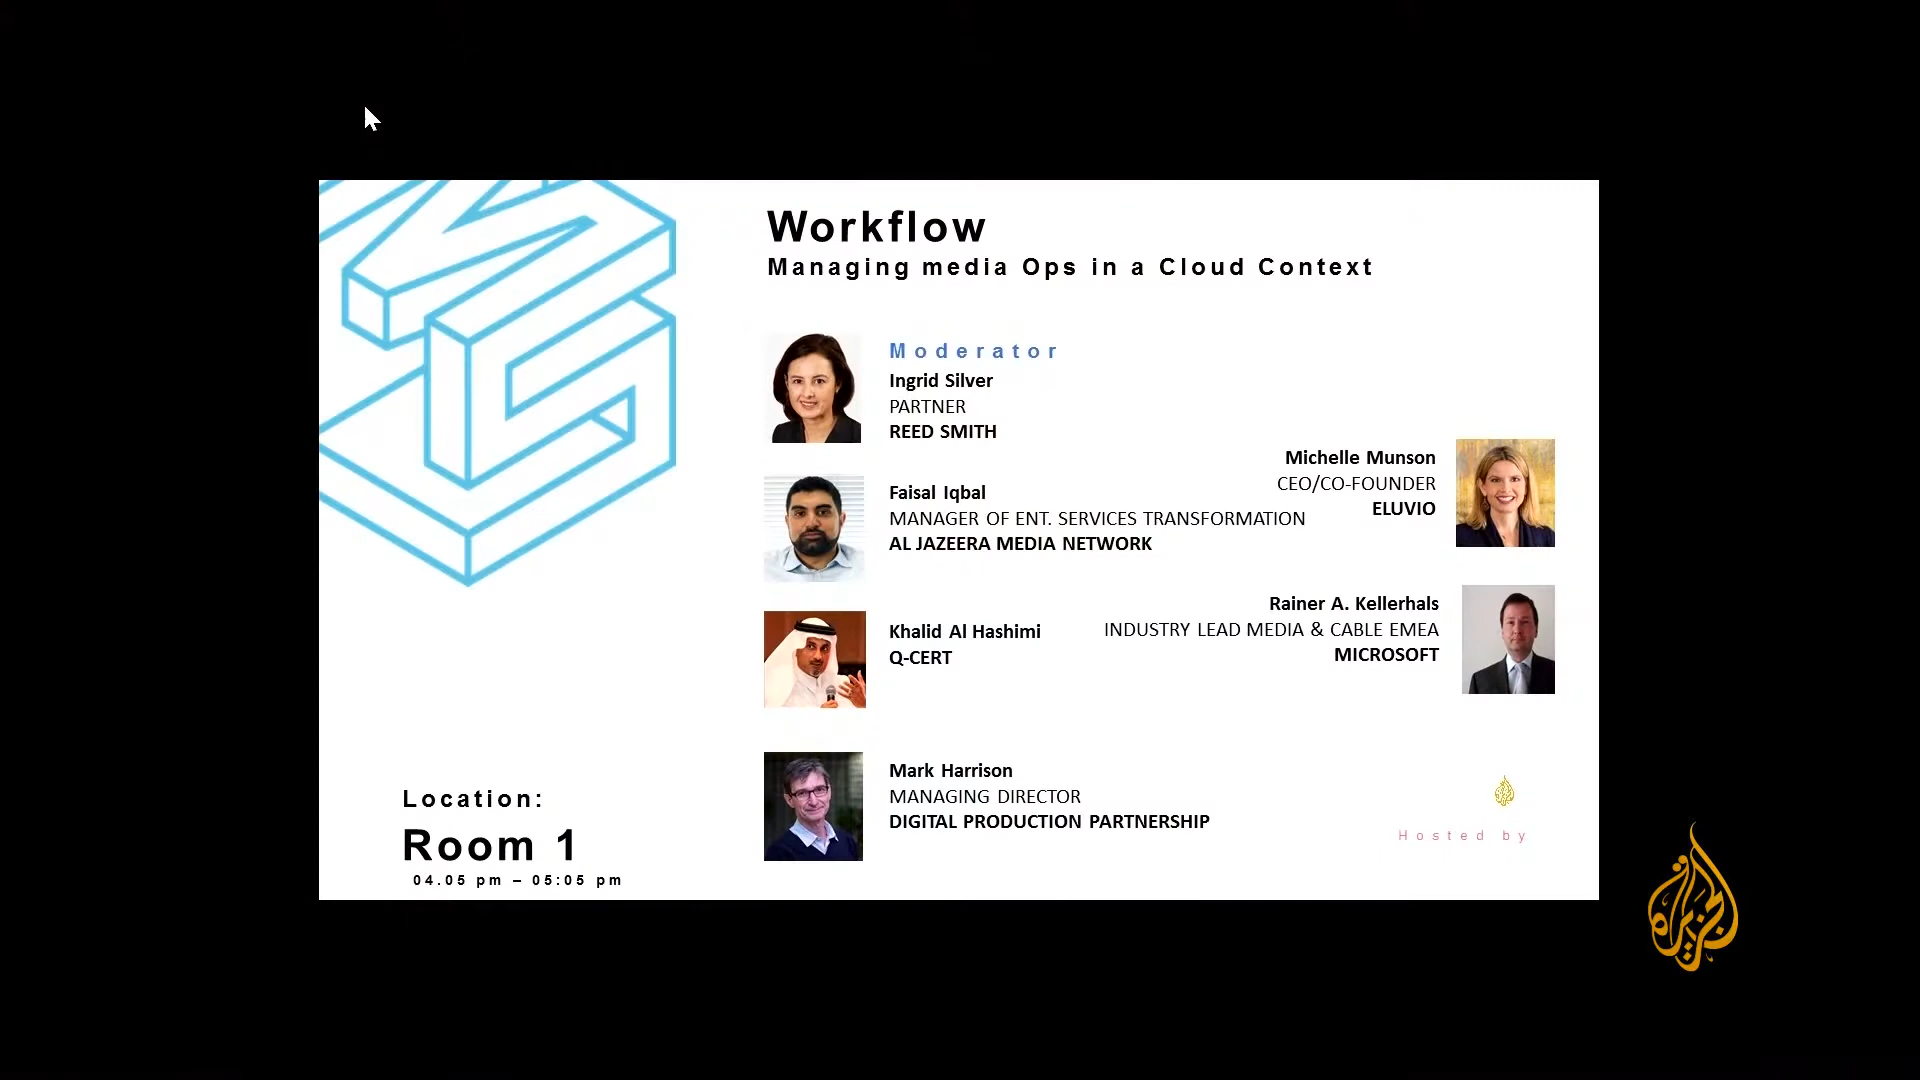 Workflow
Managing media Ops in a Cloud Context
Moderator
Ingrid Silver
PARTNER
REED SMITH
Faisal Iqbal
MANAGER OF ENT. SERVICES TRANSFORMATION
AL JAZEERA MEDIA NETWORK
Khalid Al Hashimi
Q-CERT
Mark Harrison
MANAGING DIRECTOR
DIGITAL PRODUCTION PARTNERSHIP
Michelle Munson
CEO/CO-FOUNDER
ELUVIO
Rainer A. Kellerhals
INDUSTRY LEAD MEDIA & CABLE EMEA
MICROSOFT
Location:
Room 1
04.05 pm – 05:05 pm
Hosted by
الجزيرة